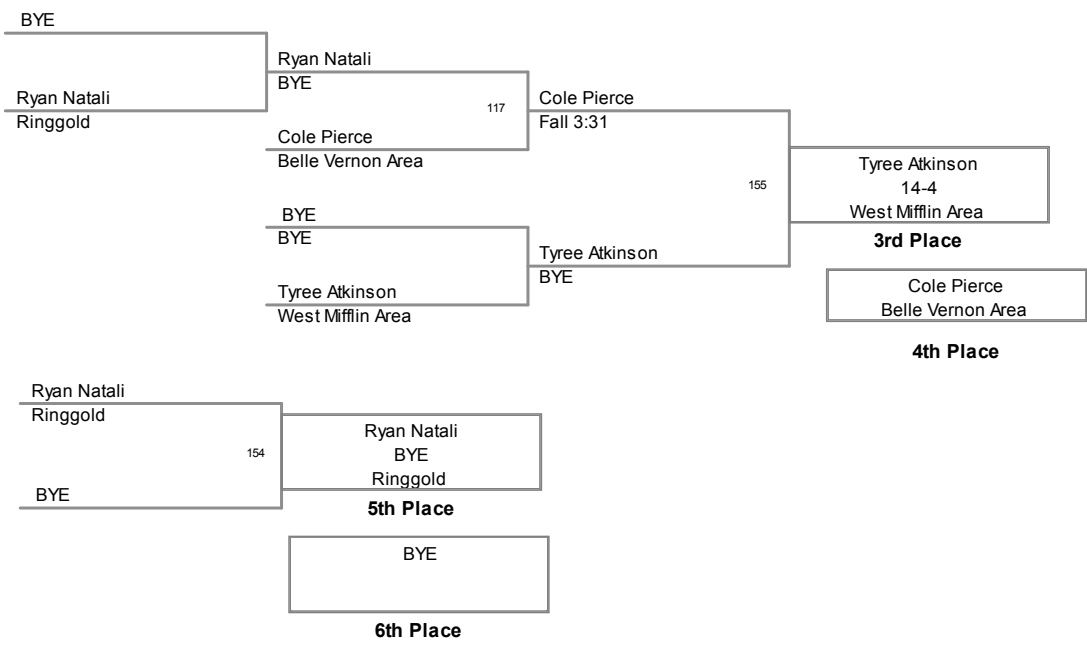 BYE
Ryan Natali
BYE
Ryan Natali
Ringgold
117
Cole Pierce
Fall 3:31
Cole Pierce
Belle Vernon Area
155
Tyree Atkinson
14-4
West Mifflin Area
3rd Place
BYE
BYE
Tyree Atkinson
BYE
Tyree Atkinson
West Mifflin Area
Cole Pierce
Belle Vernon Area
4th Place
Ryan Natali
Ringgold
154
Ryan Natali
BYE
Ringgold
5th Place
BYE
BYE
6th Place